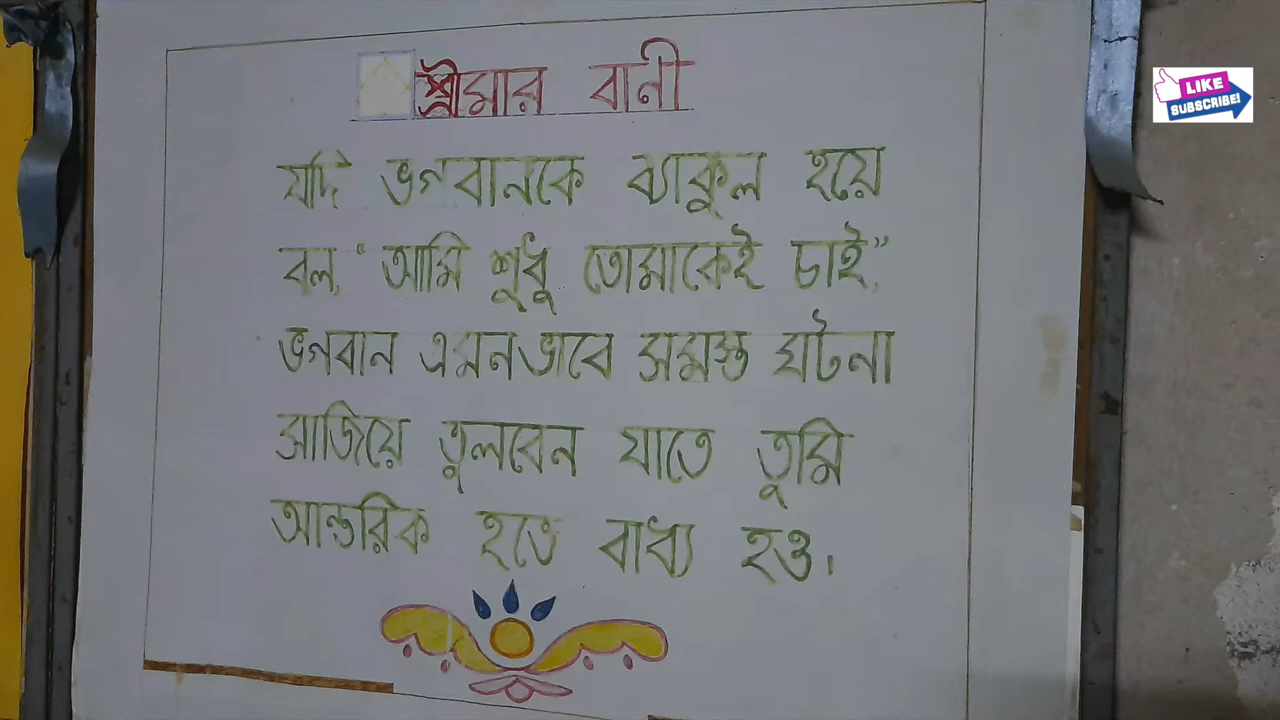 শ্রীমার বানী
যদি ভগবানকে ব্যাকুল হয়ে
বল, "আমি শুধু তোমাকেই চাই",
ভগবান এমনভাবে সমস্ত ঘটনা
সাজিয়ে তুলবেন যাতে তুমি
আন্তরিক হতে বাধ্য হও।
LIKE
SUBSCRIBE!